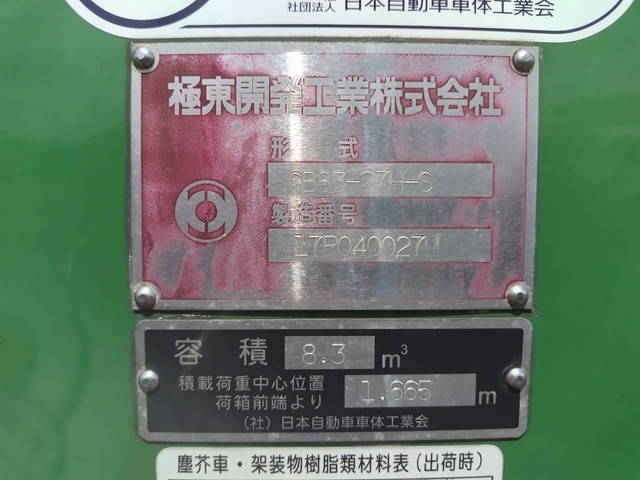 社団法人 日本自動車車体工業会
極東開発工業株式会社
形式
GB83-27H-S
製造番号
17B040027M
容積 8.3 m³
積載荷重中心位置
荷箱前端より 1.665 m
(社) 日本自動車車体工業会
塵芥車・架装物樹脂類材料表(出荷時)